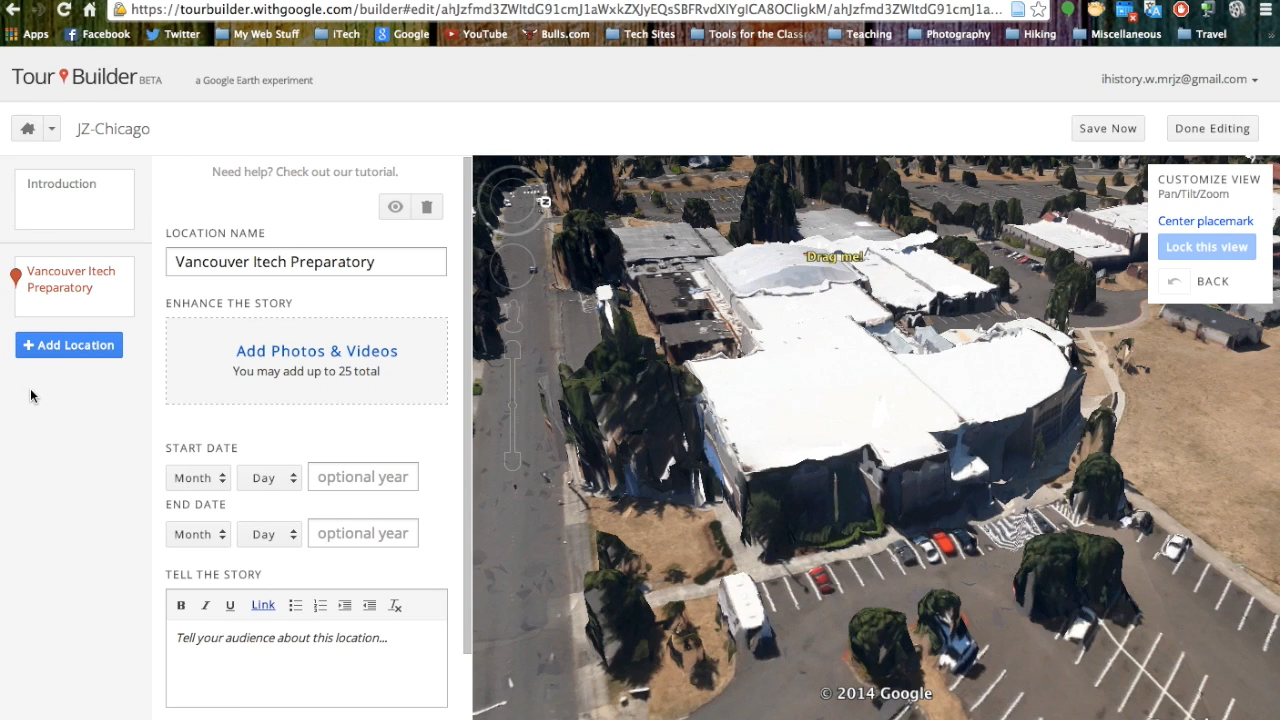 https://tourbuilder.withgoogle.com/builder#edit/ahJzfmd3ZWltdG91cmJ1aWxkZXJyEQsSBFRvdXIYgICA8OCligkM/ahJzfmd3ZWltdG91cmJ1a...
Apps Facebook Twitter My Web Stuff iTech Google YouTube Bulls.com Tech Sites Tools for the Classr Teaching Photography Hiking Miscellaneous Travel »
Tour Builder BETA a Google Earth experiment ihistory.w.mrjz@gmail.com
JZ-Chicago Save Now Done Editing
Need help? Check out our tutorial.
Introduction
LOCATION NAME
Vancouver Itech Preparatory
Vancouver Itech
Preparatory
ENHANCE THE STORY
+ Add Location
Add Photos & Videos
You may add up to 25 total
START DATE
Month Day optional year
END DATE
Month Day optional year
TELL THE STORY
B I U Link
Tell your audience about this location...
CUSTOMIZE VIEW
Pan/Tilt/Zoom
Center placemark
Lock this view
BACK
Drag me!
© 2014 Google